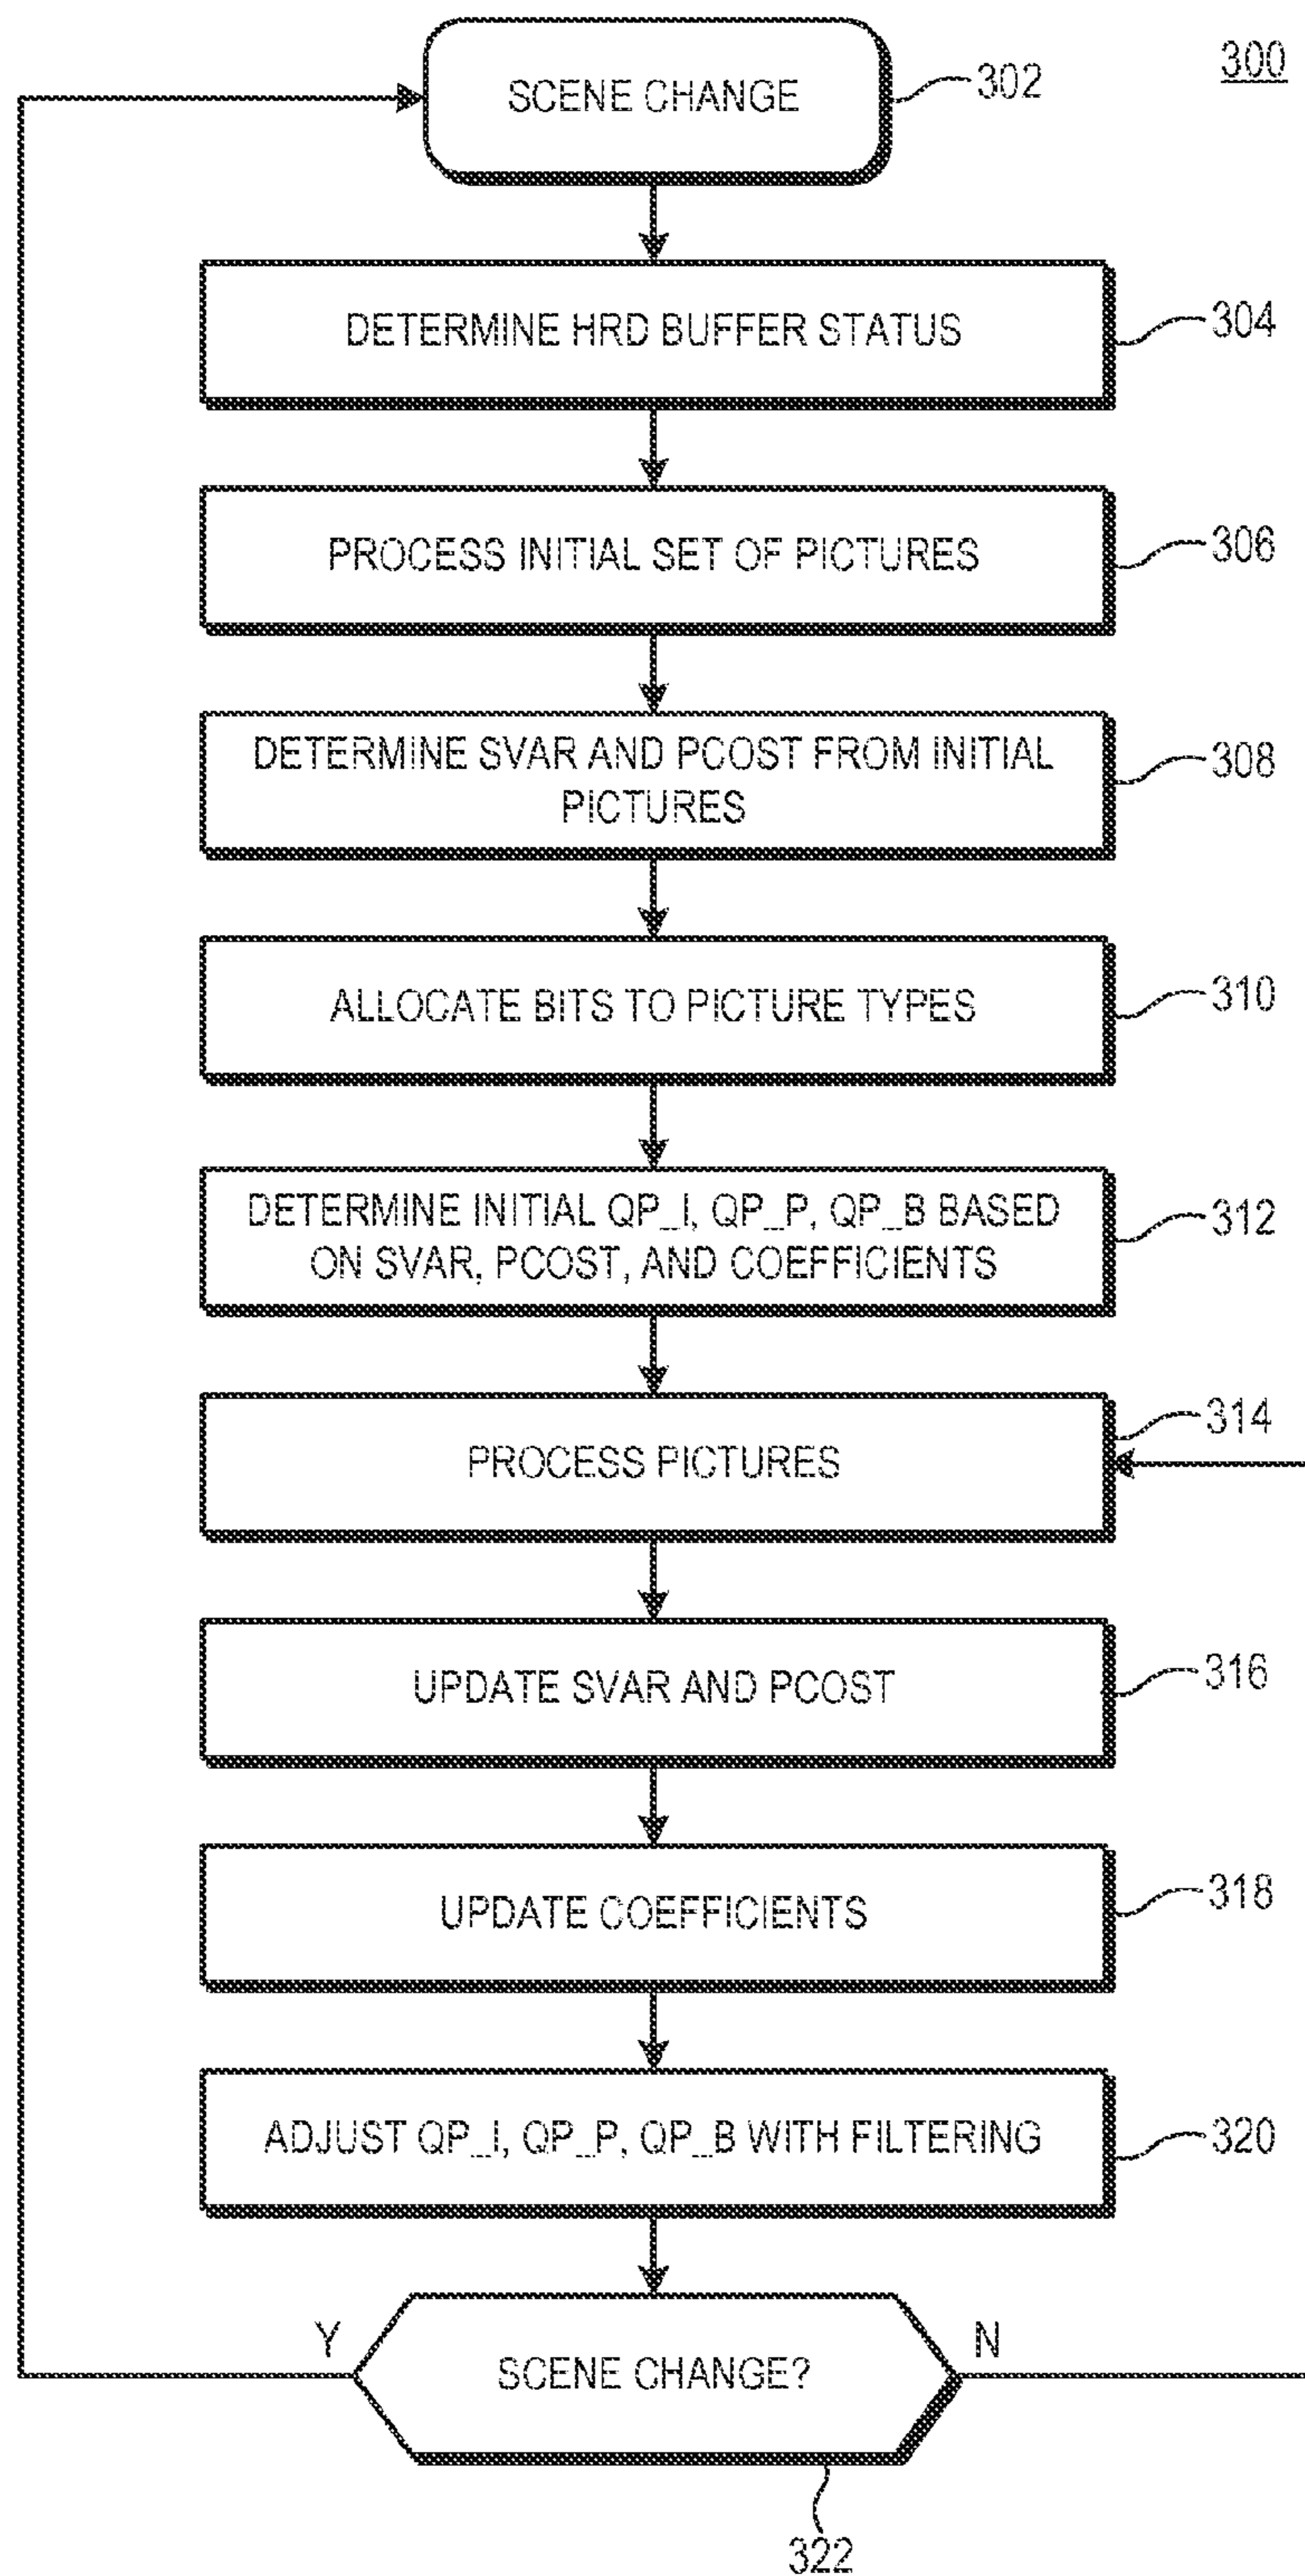 300
SCENE CHANGE
302
DETERMINE HRD BUFFER STATUS
304
PROCESS INITIAL SET OF PICTURES
306
DETERMINE SVAR AND PCOST FROM INITIAL
PICTURES
308
ALLOCATE BITS TO PICTURE TYPES
310
DETERMINE INITIAL QP_I, QP_P, QP_B BASED
ON SVAR, PCOST, AND COEFFICIENTS
312
PROCESS PICTURES
314
UPDATE SVAR AND PCOST
316
UPDATE COEFFICIENTS
318
ADJUST QP_I, QP_P, QP_B WITH FILTERING
320
Y
SCENE CHANGE?
N
322